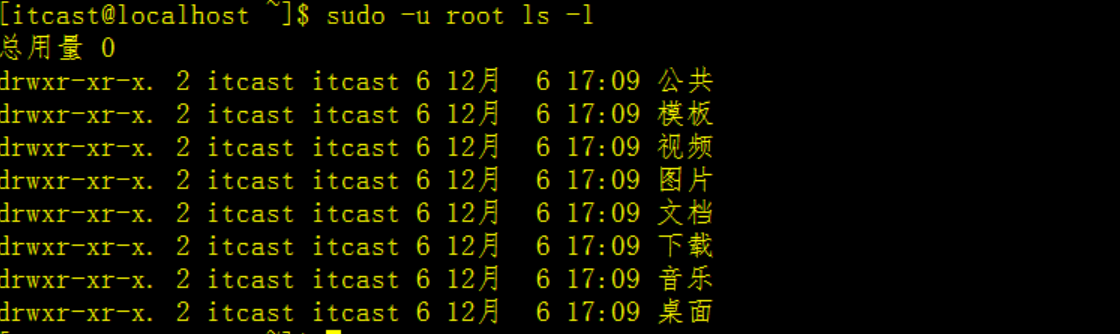 [itcast@localhost ~]$ sudo -u root ls -l
总用量 0
drwxr-xr-x. 2 itcast itcast 6 12月  6 17:09 公共
drwxr-xr-x. 2 itcast itcast 6 12月  6 17:09 模板
drwxr-xr-x. 2 itcast itcast 6 12月  6 17:09 视频
drwxr-xr-x. 2 itcast itcast 6 12月  6 17:09 图片
drwxr-xr-x. 2 itcast itcast 6 12月  6 17:09 文档
drwxr-xr-x. 2 itcast itcast 6 12月  6 17:09 下载
drwxr-xr-x. 2 itcast itcast 6 12月  6 17:09 音乐
drwxr-xr-x. 2 itcast itcast 6 12月  6 17:09 桌面